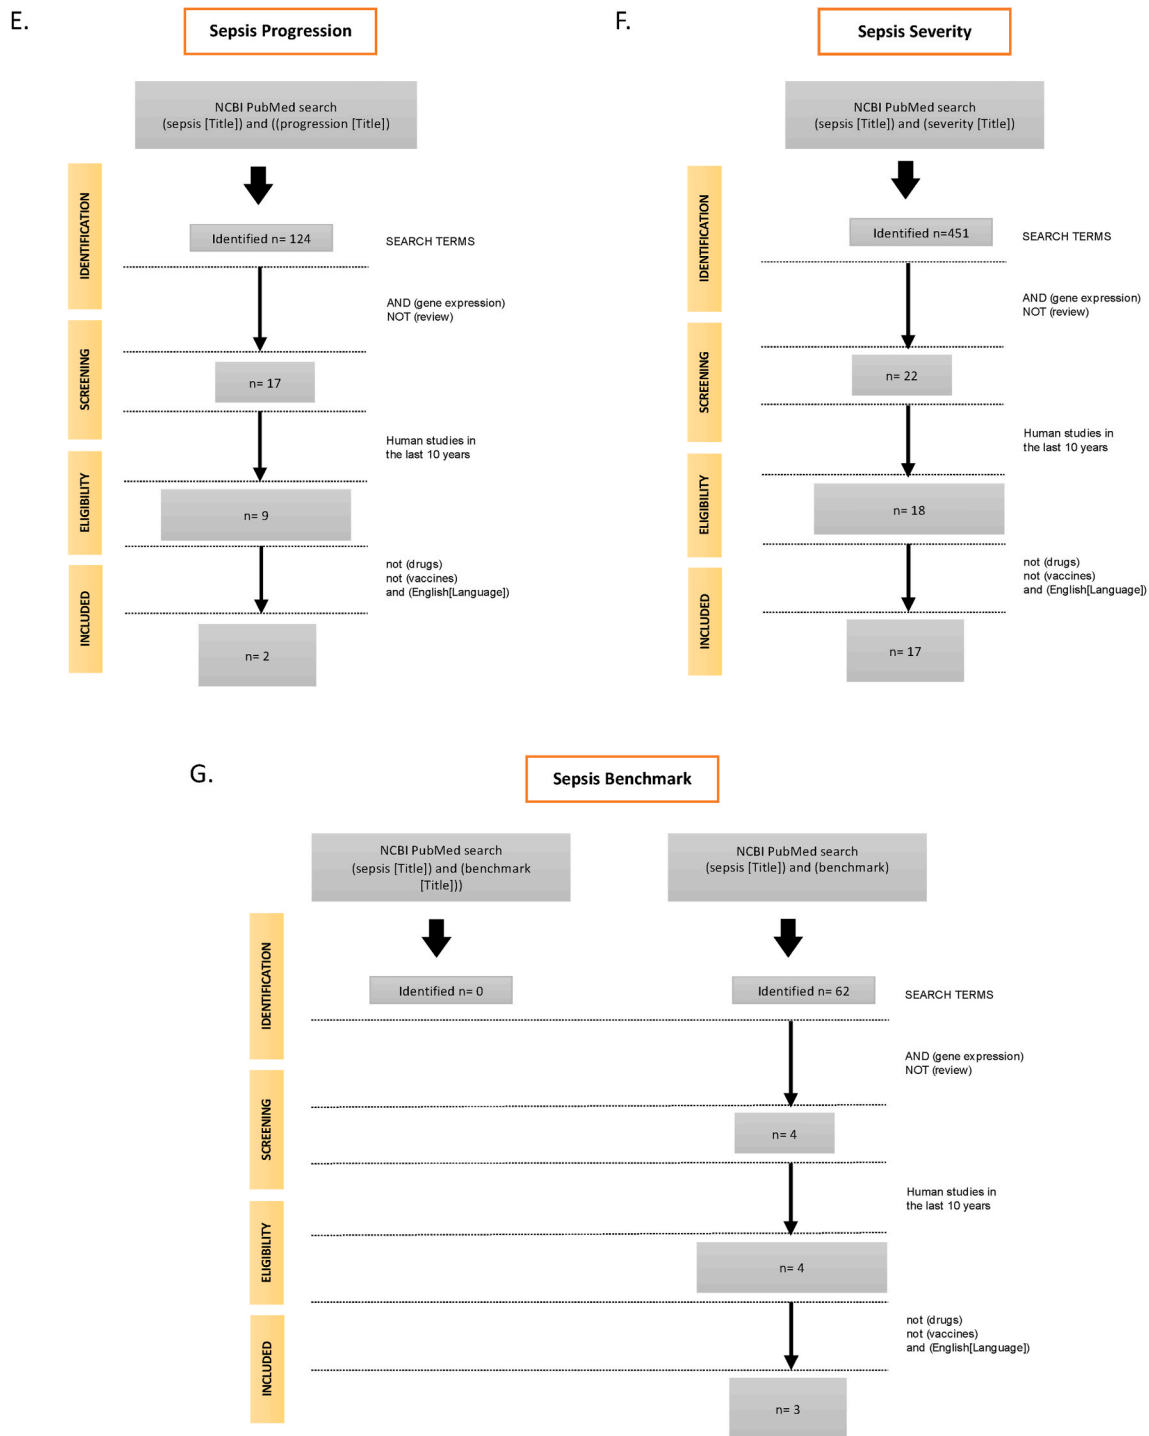 E.
Sepsis Progression
NCBI PubMed search
(sepsis [Title]) and ((progression [Title])
IDENTIFICATION
Identified n= 124
SEARCH TERMS
AND (gene expression)
NOT (review)
SCREENING
n= 17
Human studies in
the last 10 years
ELIGIBILITY
n= 9
not (drugs)
not (vaccines)
and (English[Language])
INCLUDED
n= 2
F.
Sepsis Severity
NCBI PubMed search
(sepsis [Title]) and (severity [Title])
IDENTIFICATION
Identified n=451
SEARCH TERMS
AND (gene expression)
NOT (review)
SCREENING
n= 22
Human studies in
the last 10 years
ELIGIBILITY
n= 18
not (drugs)
not (vaccines)
and (English[Language])
INCLUDED
n= 17
G.
Sepsis Benchmark
NCBI PubMed search
(sepsis [Title]) and (benchmark
[Title]))
NCBI PubMed search
(sepsis [Title]) and (benchmark)
IDENTIFICATION
Identified n= 0
Identified n= 62
SEARCH TERMS
AND (gene expression)
NOT (review)
SCREENING
n= 4
Human studies in
the last 10 years
ELIGIBILITY
n= 4
not (drugs)
not (vaccines)
and (English[Language])
INCLUDED
n= 3